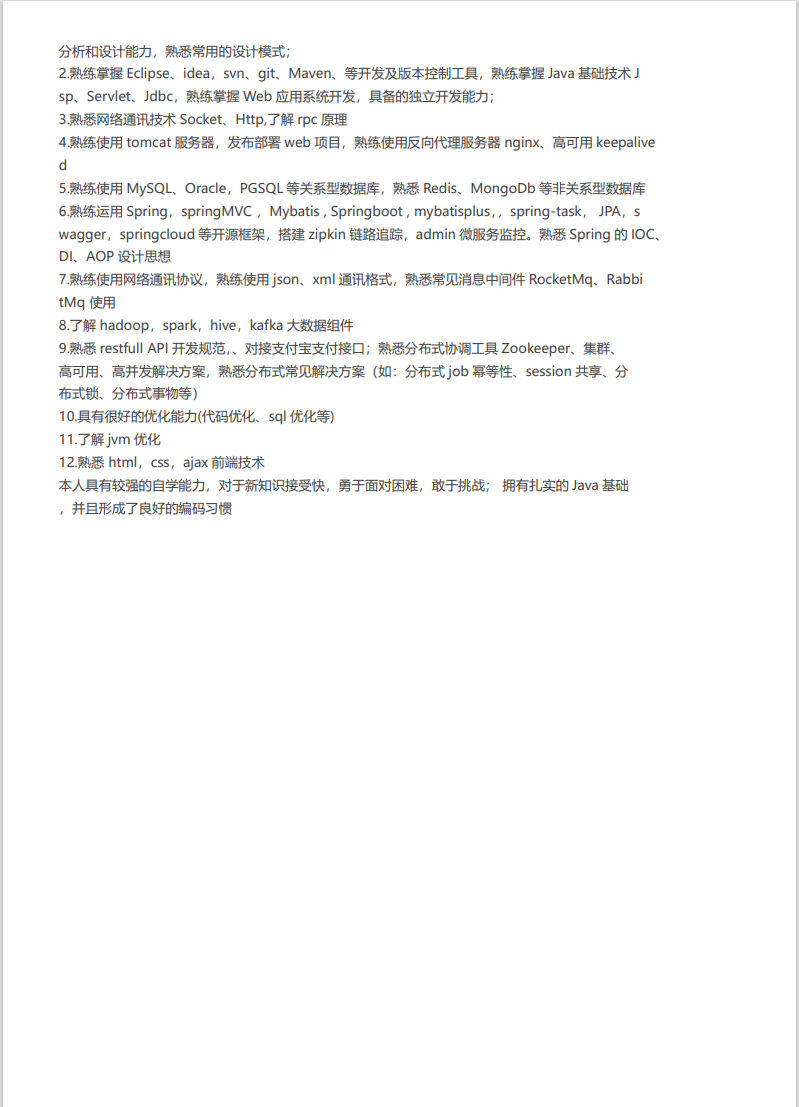 分析和设计能力，熟悉常用的设计模式；
2.熟练掌握 Eclipse、idea，svn、git、Maven、等开发及版本控制工具，熟练掌握 Java 基础技术 J
sp、Servlet、Jdbc，熟练掌握 Web 应用系统开发，具备的独立开发能力；
3.熟悉网络通讯技术 Socket、Http,了解 rpc 原理
4.熟练使用 tomcat 服务器，发布部署 web 项目，熟练使用反向代理服务器 nginx、高可用 keepalive
d
5.熟练使用 MySQL、Oracle，PGSQL 等关系型数据库，熟悉 Redis、MongoDb 等非关系型数据库
6.熟练运用 Spring，springMVC ，Mybatis , Springboot , mybatisplus，，spring-task， JPA，s
wagger，springcloud 等开源框架，搭建 zipkin 链路追踪，admin 微服务监控。熟悉 Spring 的 IOC、
DI、AOP 设计思想
7.熟练使用网络通讯协议，熟练使用 json、xml 通讯格式，熟悉常见消息中间件 RocketMq、Rabbi
tMq 使用
8.了解 hadoop，spark，hive，kafka 大数据组件
9.熟悉 restfull API 开发规范，、对接支付宝支付接口；熟悉分布式协调工具 Zookeeper、集群、
高可用、高并发解决方案，熟悉分布式常见解决方案（如：分布式 job 幂等性、session 共享、分
布式锁、分布式事物等）
10.具有很好的优化能力(代码优化、sql 优化等)
11.了解 jvm 优化
12.熟悉 html，css，ajax 前端技术
本人具有较强的自学能力，对于新知识接受快，勇于面对困难，敢于挑战； 拥有扎实的 Java 基础
，并且形成了良好的编码习惯